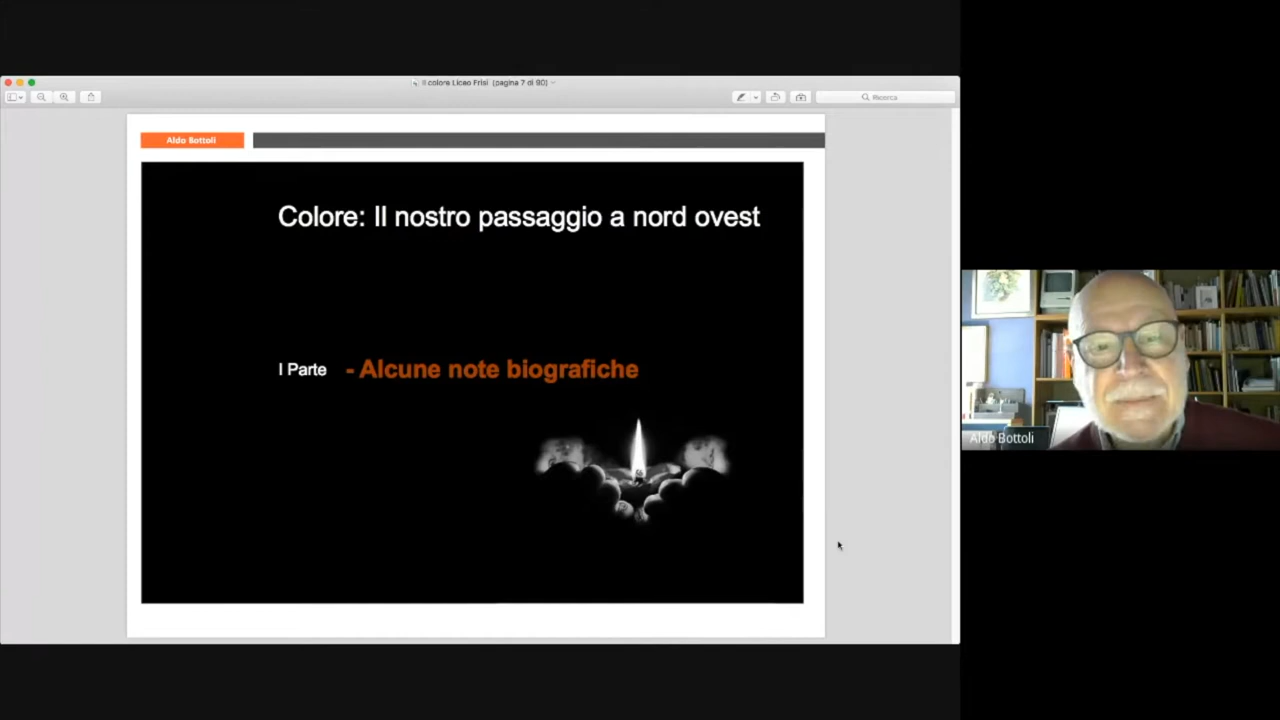 Il colore Liceo Frisi (pagina 7 di 90)
Ricerca
Aldo Bottoli
Colore: Il nostro passaggio a nord ovest
I Parte - Alcune note biografiche
Aldo Bottoli